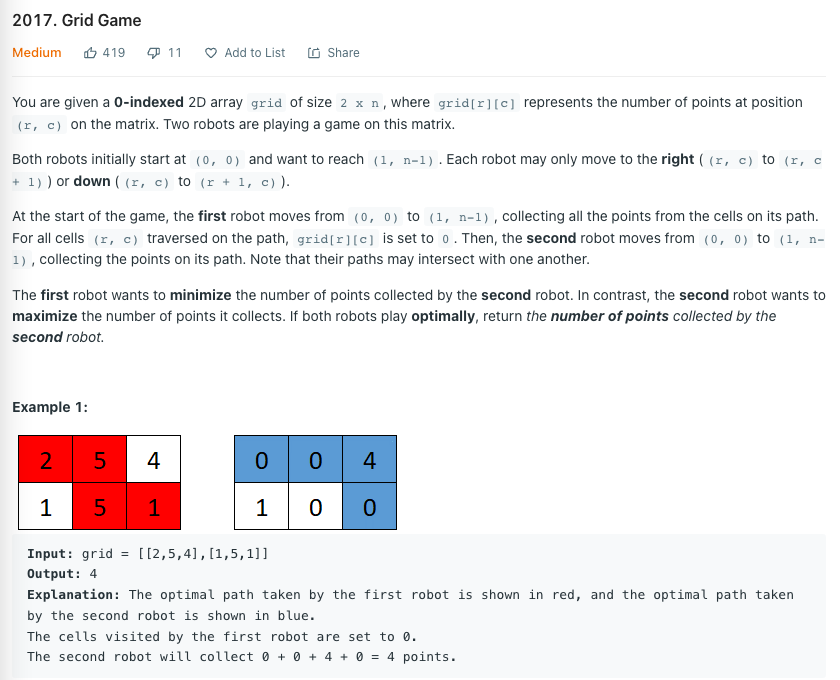 2017. Grid Game
Medium 419 11 Add to List Share
You are given a 0-indexed 2D array grid of size 2 x n, where grid[r][c] represents the number of points at position
(r, c) on the matrix. Two robots are playing a game on this matrix.
Both robots initially start at (0, 0) and want to reach (1, n-1). Each robot may only move to the right ( (r, c) to (r, c
+ 1) ) or down ( (r, c) to (r + 1, c) ).
At the start of the game, the first robot moves from (0, 0) to (1, n-1), collecting all the points from the cells on its path.
For all cells (r, c) traversed on the path, grid[r][c] is set to 0. Then, the second robot moves from (0, 0) to (1, n-
1), collecting the points on its path. Note that their paths may intersect with one another.
The first robot wants to minimize the number of points collected by the second robot. In contrast, the second robot wants to
maximize the number of points it collects. If both robots play optimally, return the number of points collected by the
second robot.
Example 1:
2 5 4 0 0 4
1 5 1 1 0 0
Input: grid = [[2,5,4],[1,5,1]]
Output: 4
Explanation: The optimal path taken by the first robot is shown in red, and the optimal path taken
by the second robot is shown in blue.
The cells visited by the first robot are set to 0.
The second robot will collect 0 + 0 + 4 + 0 = 4 points.